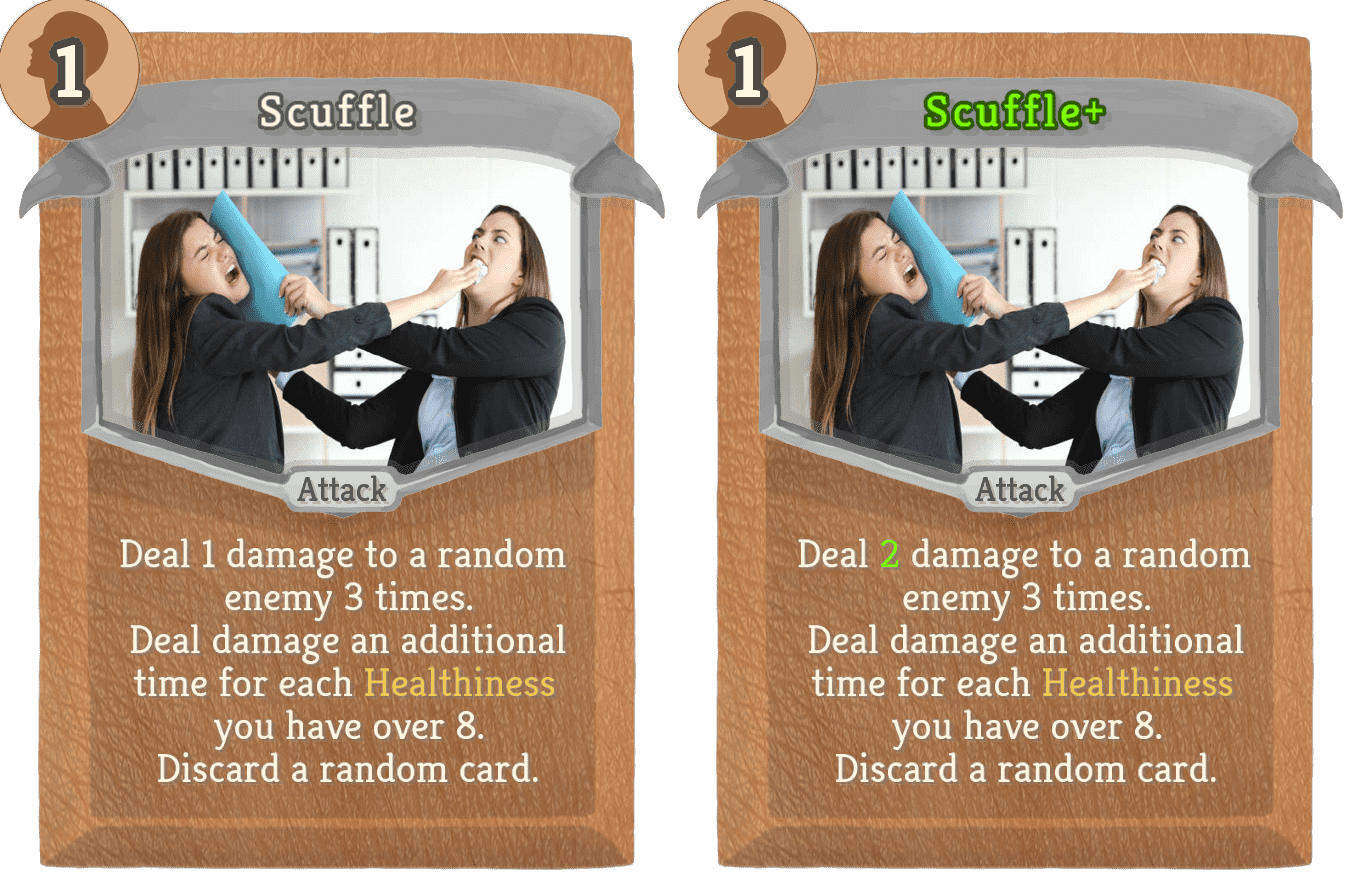 1
Scuffle
Attack
Deal 1 damage to a random
enemy 3 times.
Deal damage an additional
time for each Healthiness
you have over 8.
Discard a random card.
1
Scuffle+
Attack
Deal 2 damage to a random
enemy 3 times.
Deal damage an additional
time for each Healthiness
you have over 8.
Discard a random card.